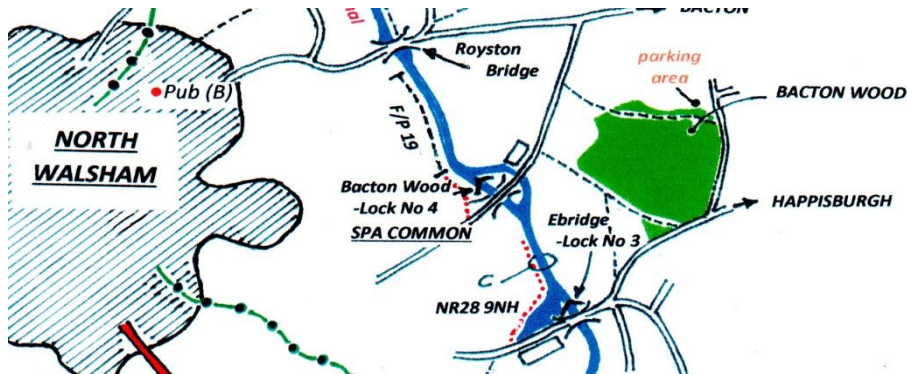 BACTON
nal
Royston
Bridge
parking
area
Pub (B)
BACTON WOOD
F/P 19
NORTH
WALSHAM
Bacton Wood
-Lock No 4
SPA COMMON
Ebridge
-Lock No 3
HAPPISBURGH
NR28 9NH